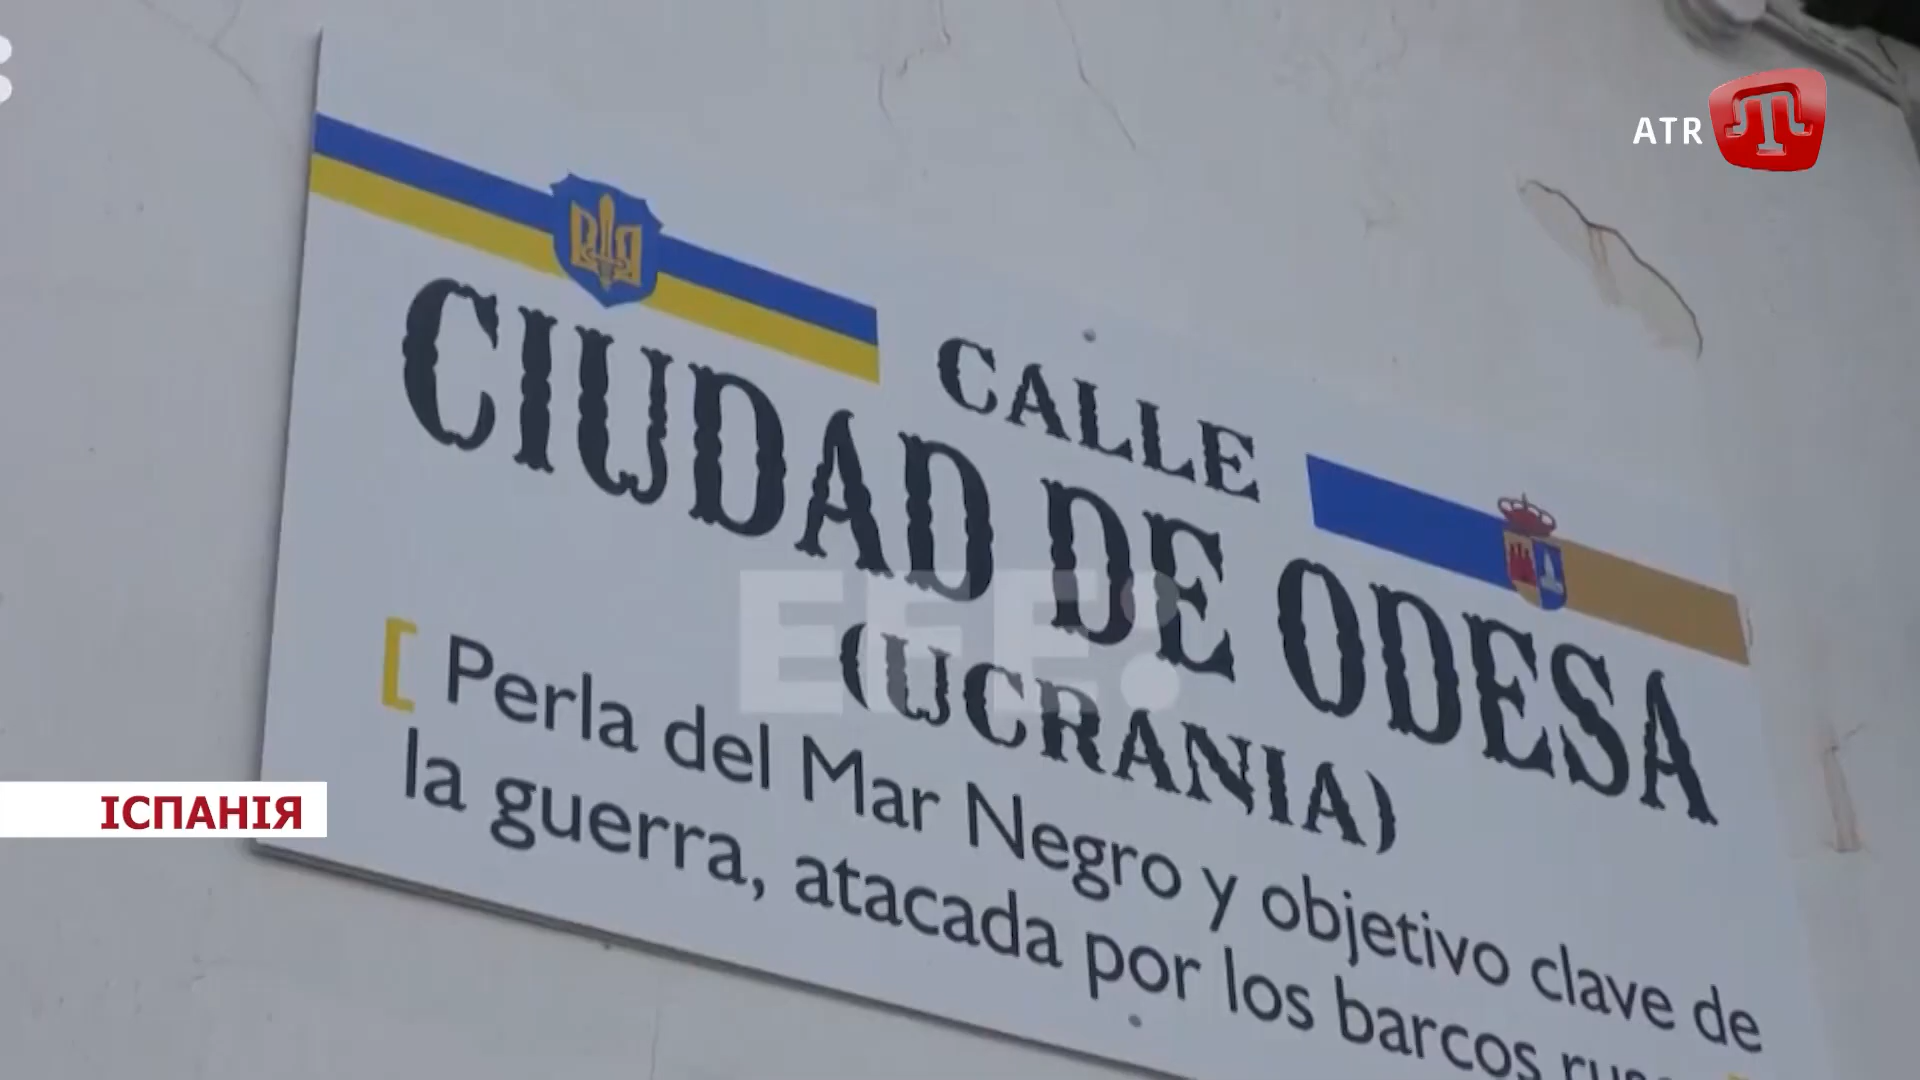 ATR
CALLE
CIUDAD DE ODESA
(UCRANIA)
EFE:
[ Perla del Mar Negro y objetivo clave de
la guerra, atacada por los barcos
ІСПАНІЯ